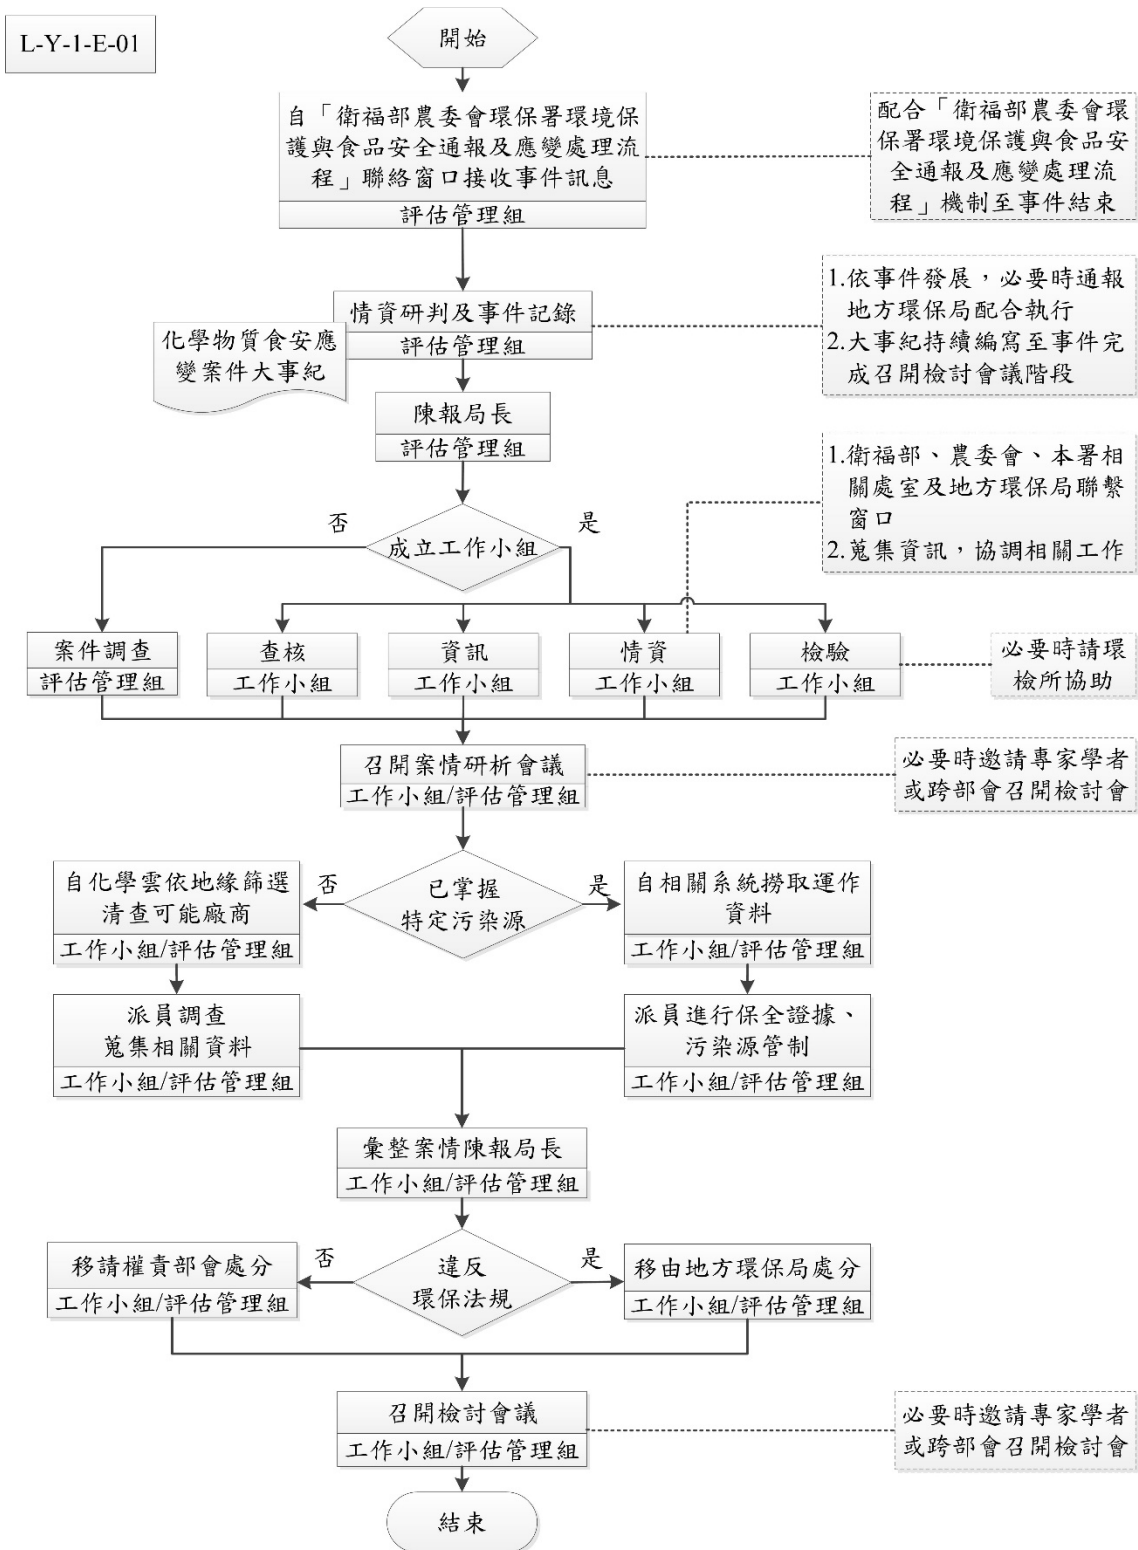 L-Y-1-E-01
開始
自「衛福部農委會環保署環境保
護與食品安全通報及應變處理流
程」聯絡窗口接收事件訊息
評估管理組
配合「衛福部農委會環
保署環境保護與食品安
全通報及應變處理流
程」機制至事件結束
情資研判及事件記錄
評估管理組
化學物質食安應
變案件大事紀
1.依事件發展，必要時通報
地方環保局配合執行
2.大事紀持續編寫至事件完
成召開檢討會議階段
陳報局長
評估管理組
1.衛福部、農委會、本署相
關處室及地方環保局聯繫
窗口
2.蒐集資訊，協調相關工作
否
成立工作小組
是
案件調查
評估管理組
查核
工作小組
資訊
工作小組
情資
工作小組
檢驗
工作小組
必要時請環
檢所協助
召開案情研析會議
工作小組/評估管理組
必要時邀請專家學者
或跨部會召開檢討會
自化學雲依地緣篩選
清查可能廠商
工作小組/評估管理組
否
已掌握
特定污染源
是
自相關系統撈取運作
資料
工作小組/評估管理組
派員調查
蒐集相關資料
工作小組/評估管理組
派員進行保全證據、
污染源管制
工作小組/評估管理組
彙整案情陳報局長
工作小組/評估管理組
移請權責部會處分
工作小組/評估管理組
否
違反
環保法規
是
移由地方環保局處分
工作小組/評估管理組
召開檢討會議
工作小組/評估管理組
必要時邀請專家學者
或跨部會召開檢討會
結束